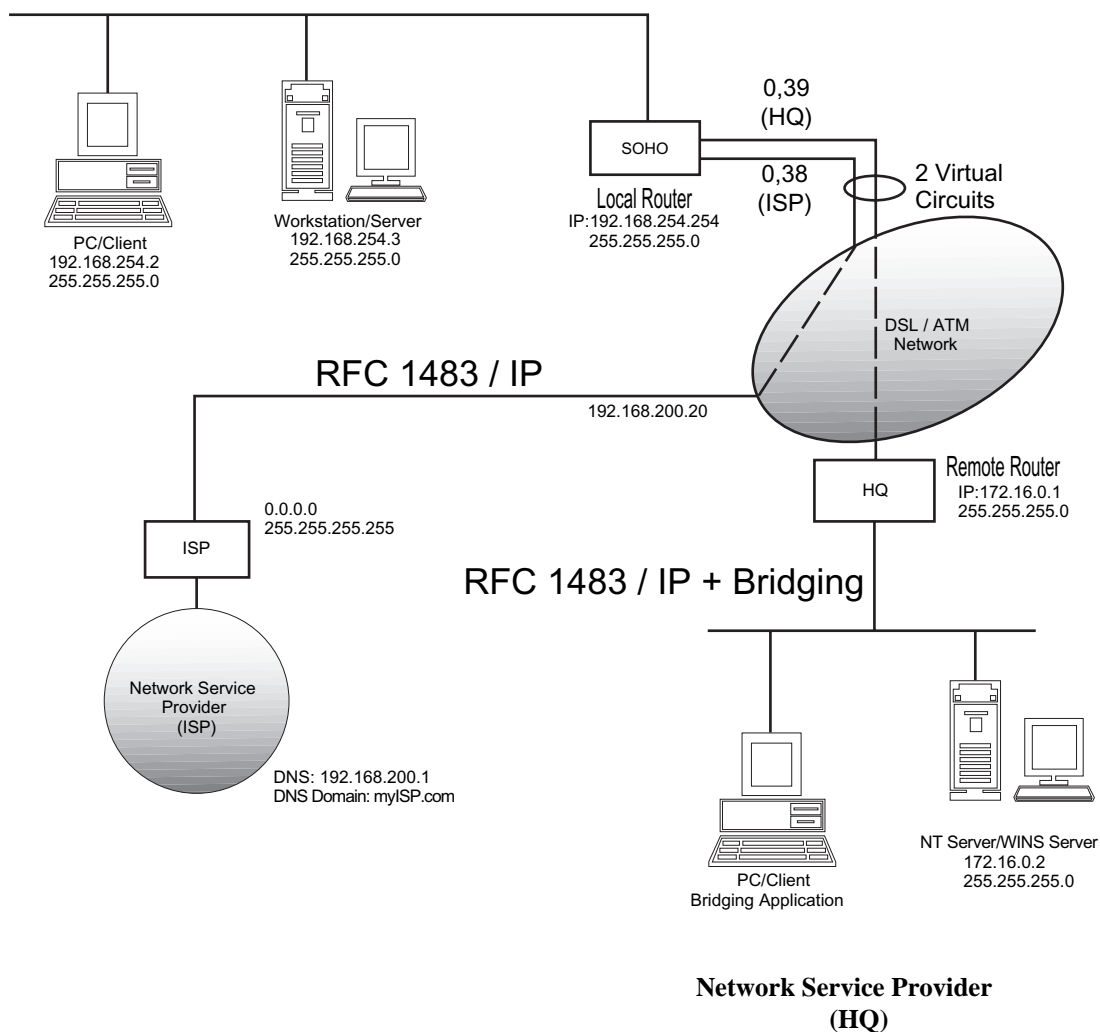 0,39
(HQ)
SOHO
0,38
(ISP)
2 Virtual
Circuits
Local Router
IP:192.168.254.254
255.255.255.0
PC/Client
192.168.254.2
255.255.255.0
Workstation/Server
192.168.254.3
255.255.255.0
DSL / ATM
Network
RFC 1483 / IP
192.168.200.20
HQ
Remote Router
IP:172.16.0.1
255.255.255.0
0.0.0.0
255.255.255.255
ISP
RFC 1483 / IP + Bridging
Network Service
Provider
(ISP)
DNS: 192.168.200.1
DNS Domain: myISP.com
PC/Client
Bridging Application
NT Server/WINS Server
172.16.0.2
255.255.255.0
Network Service Provider
(HQ)